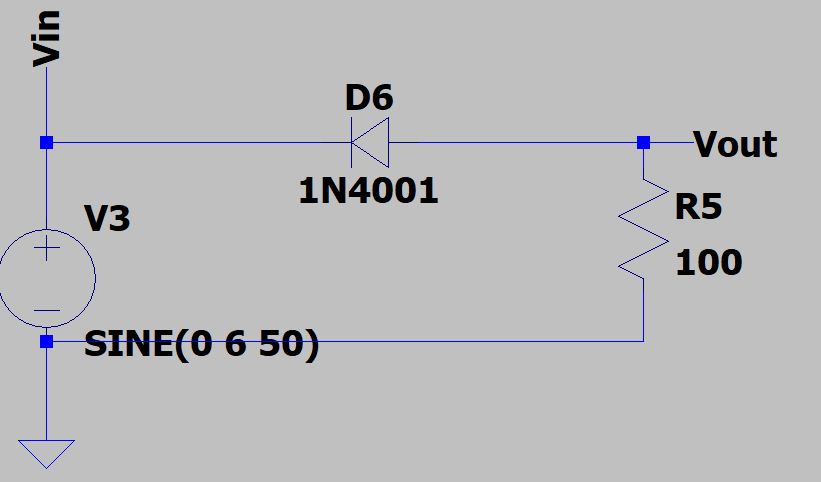 Vin
D6
1N4001
Vout
V3
R5
100
SINE(0 6 50)